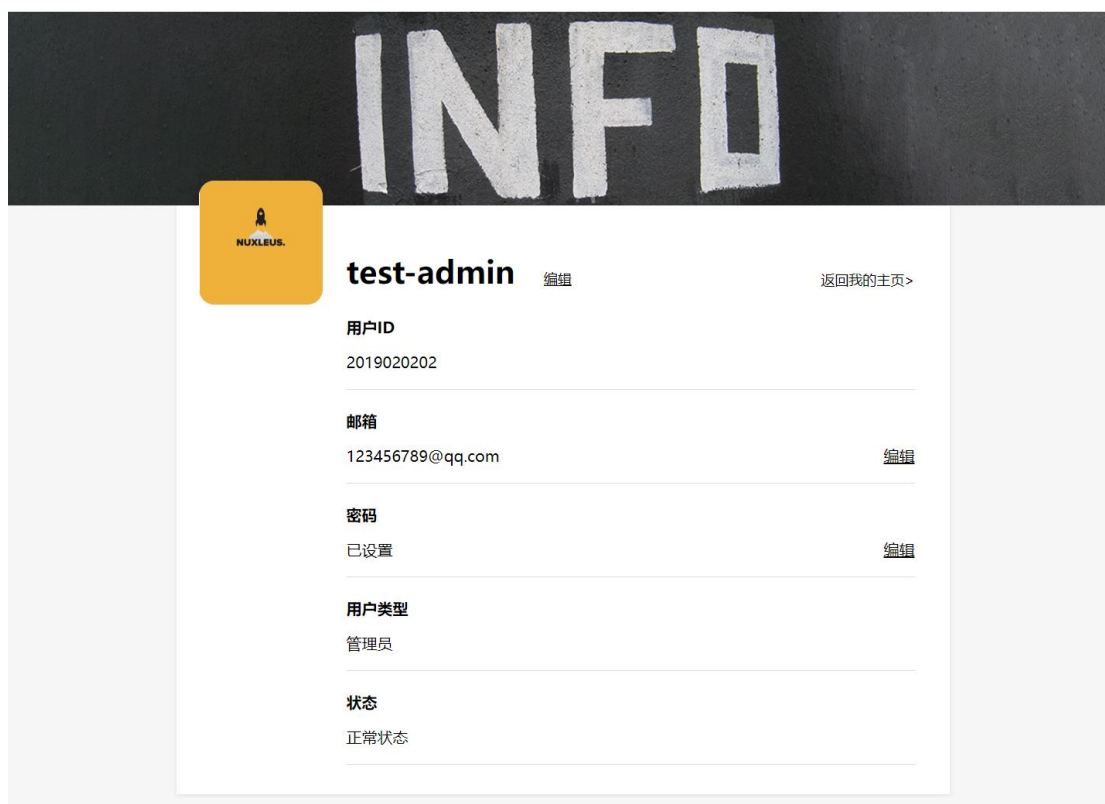 INFO
NUXLEUS.
test-admin 编辑 返回我的主页>
用户ID
2019020202
邮箱
123456789@qq.com 编辑
密码
已设置 编辑
用户类型
管理员
状态
正常状态